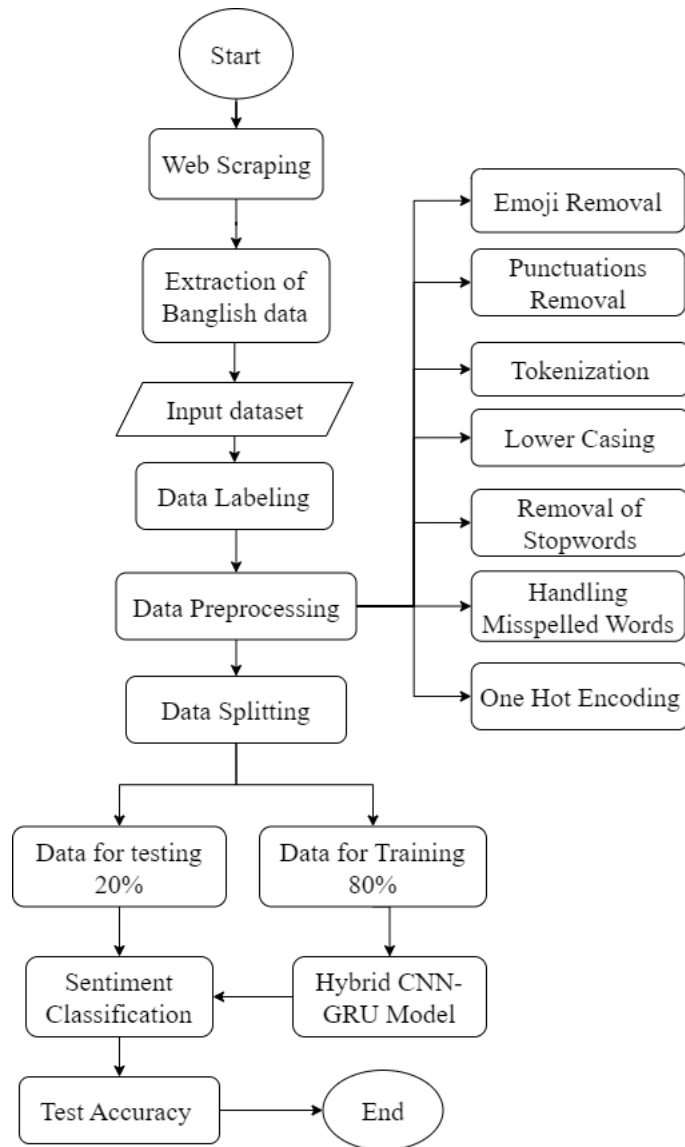 Start
Web Scraping
Extraction of
Banglish data
Input dataset
Data Labeling
Data Preprocessing
Emoji Removal
Punctuations
Removal
Tokenization
Lower Casing
Removal of
Stopwords
Handling
Misspelled Words
One Hot Encoding
Data Splitting
Data for testing
20%
Data for Training
80%
Sentiment
Classification
Hybrid CNN-
GRU Model
Test Accuracy
End